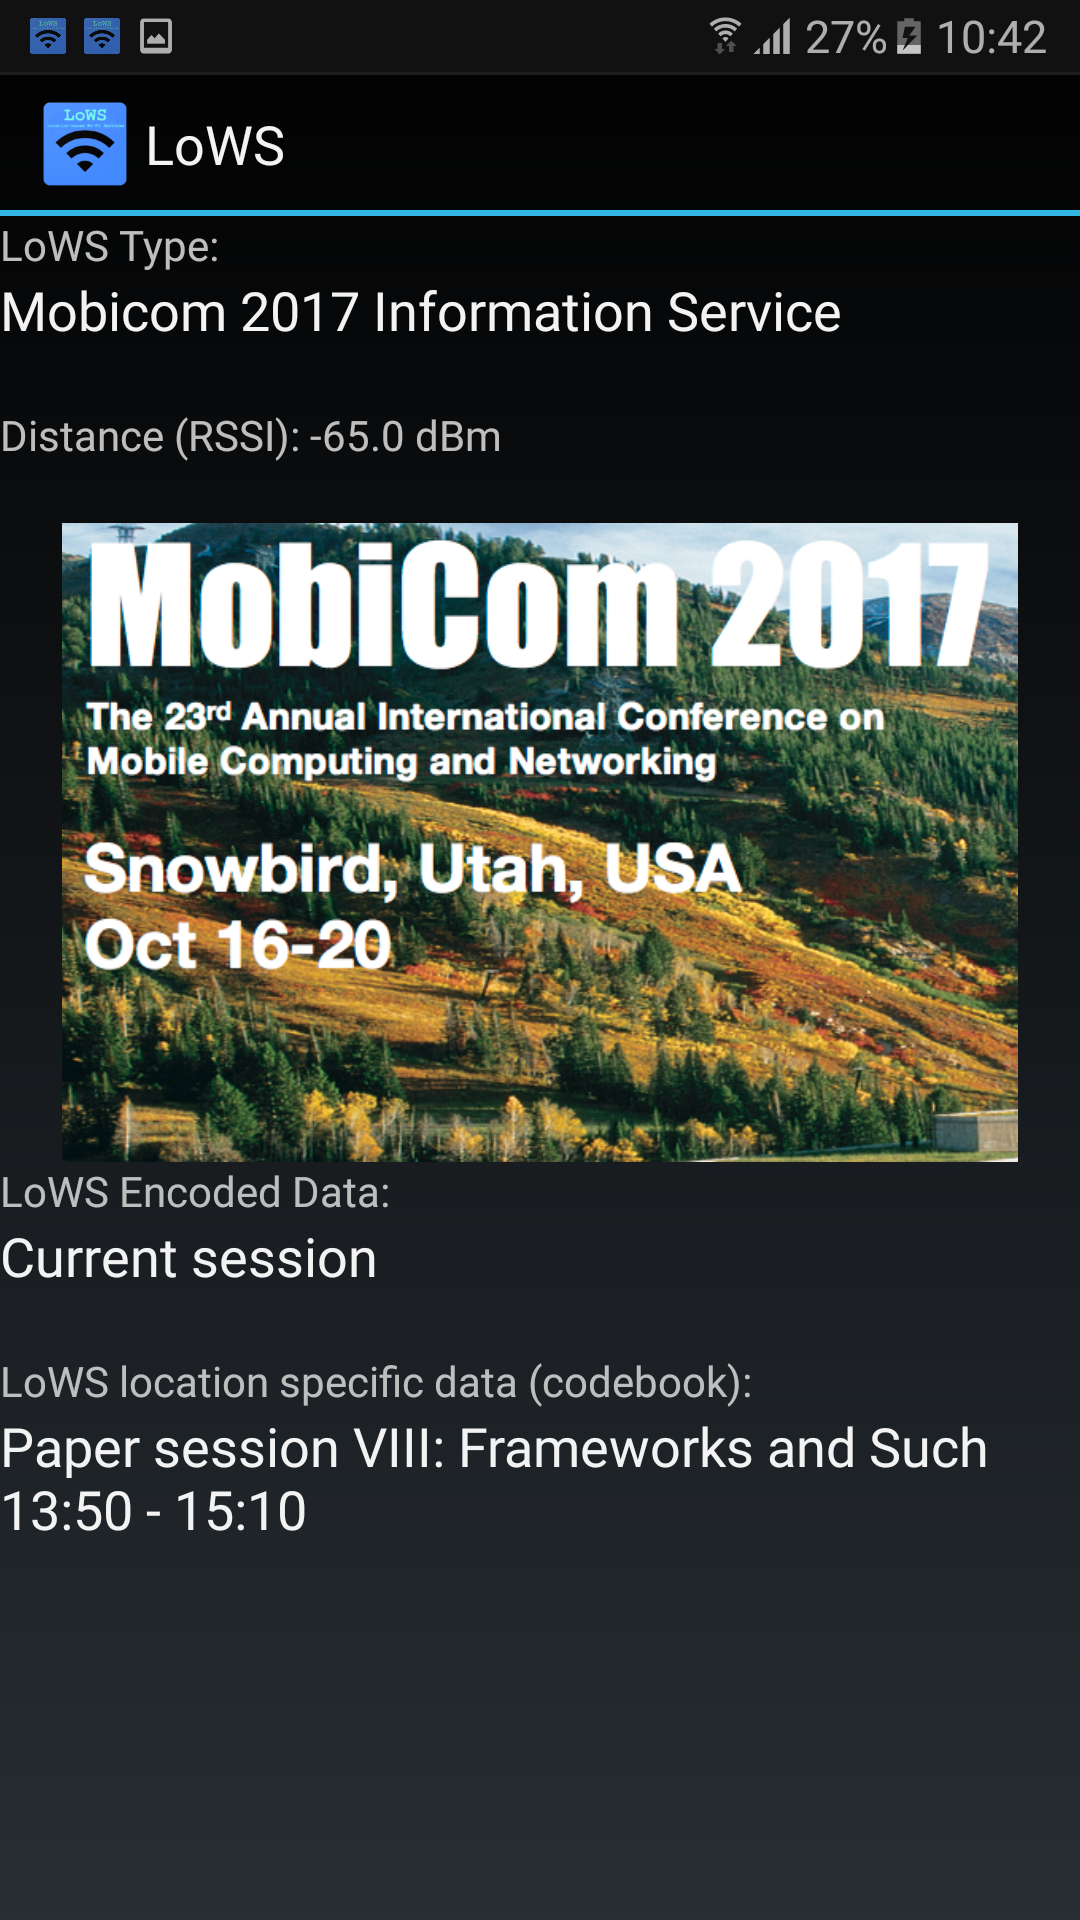 27% 10:42
LoWS
LoWS
LoWS Type:
Mobicom 2017 Information Service
Distance (RSSI): -65.0 dBm
MobiCom 2017
The 23rd Annual International Conference on
Mobile Computing and Networking
Snowbird, Utah, USA
Oct 16-20
LoWS Encoded Data:
Current session
LoWS location specific data (codebook):
Paper session VIII: Frameworks and Such
13:50 - 15:10